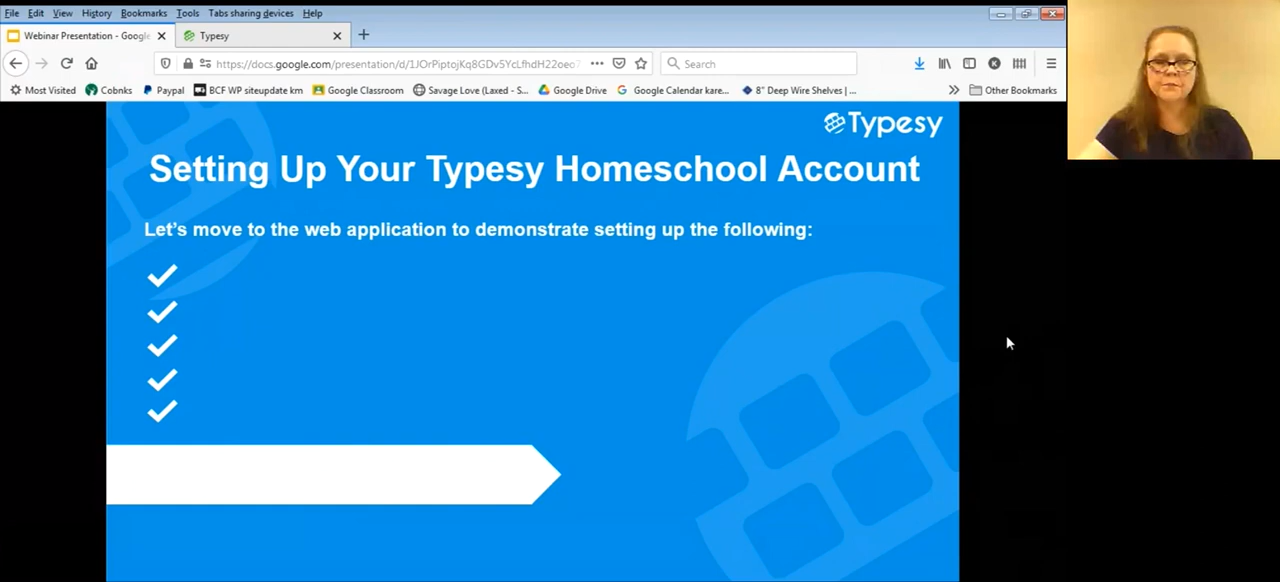 File Edit View History Bookmarks Tools Tabs sharing_devices Help
Webinar Presentation - Google
Typesy
https://docs.google.com/presentation/d/1JOrPiptojKq8GDv5YcLfhdH22oeo7
Search
Most Visited Cobnks Paypal BCF WP siteupdate km Google Classroom Savage Love (Laxed - S... Google Drive Google Calendar kare... 8" Deep Wire Shelves | ... Other Bookmarks
Typesy
Setting Up Your Typesy Homeschool Account
Let's move to the web application to demonstrate setting up the following: